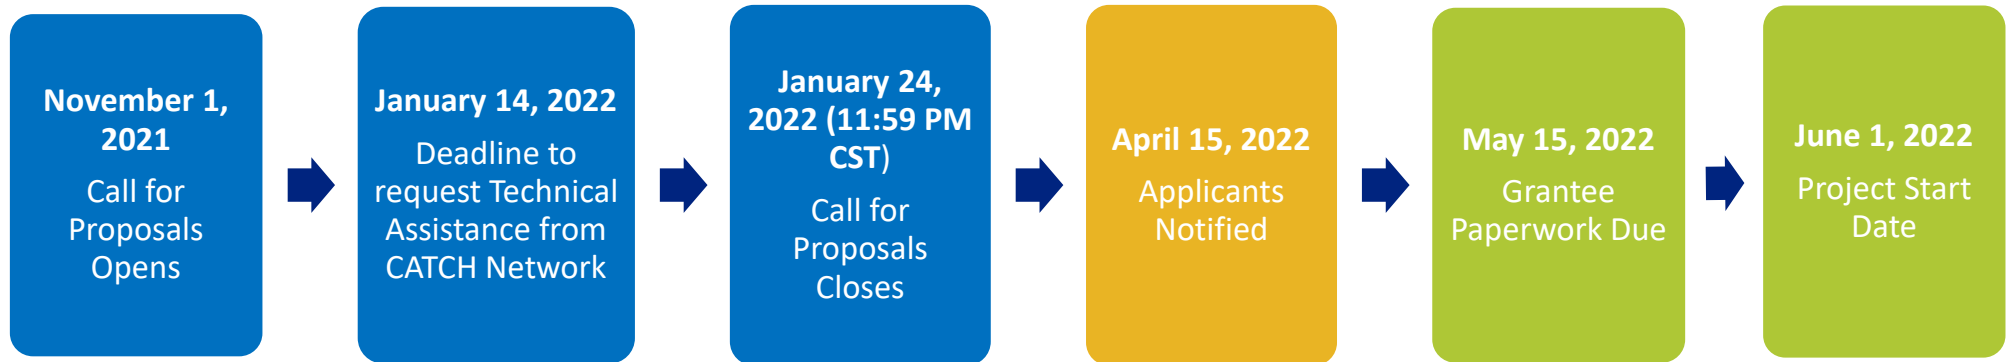 November 1,
2021
Call for
Proposals
Opens
January 14, 2022
Deadline to
request Technical
Assistance from
CATCH Network
January 24,
2022 (11:59 PM
CST)
Call for
Proposals
Closes
April 15, 2022
Applicants
Notified
May 15, 2022
Grantee
Paperwork Due
June 1, 2022
Project Start
Date